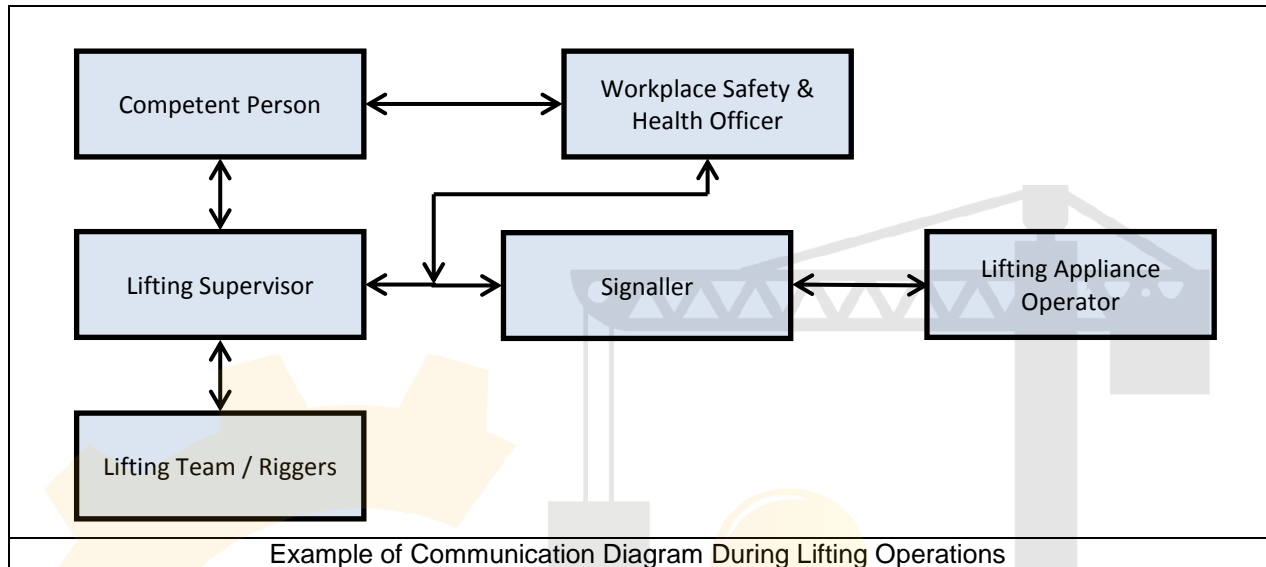 Competent Person
Workplace Safety &
Health Officer
Lifting Supervisor
Signaller
Lifting Appliance
Operator
Lifting Team / Riggers
Example of Communication Diagram During Lifting Operations